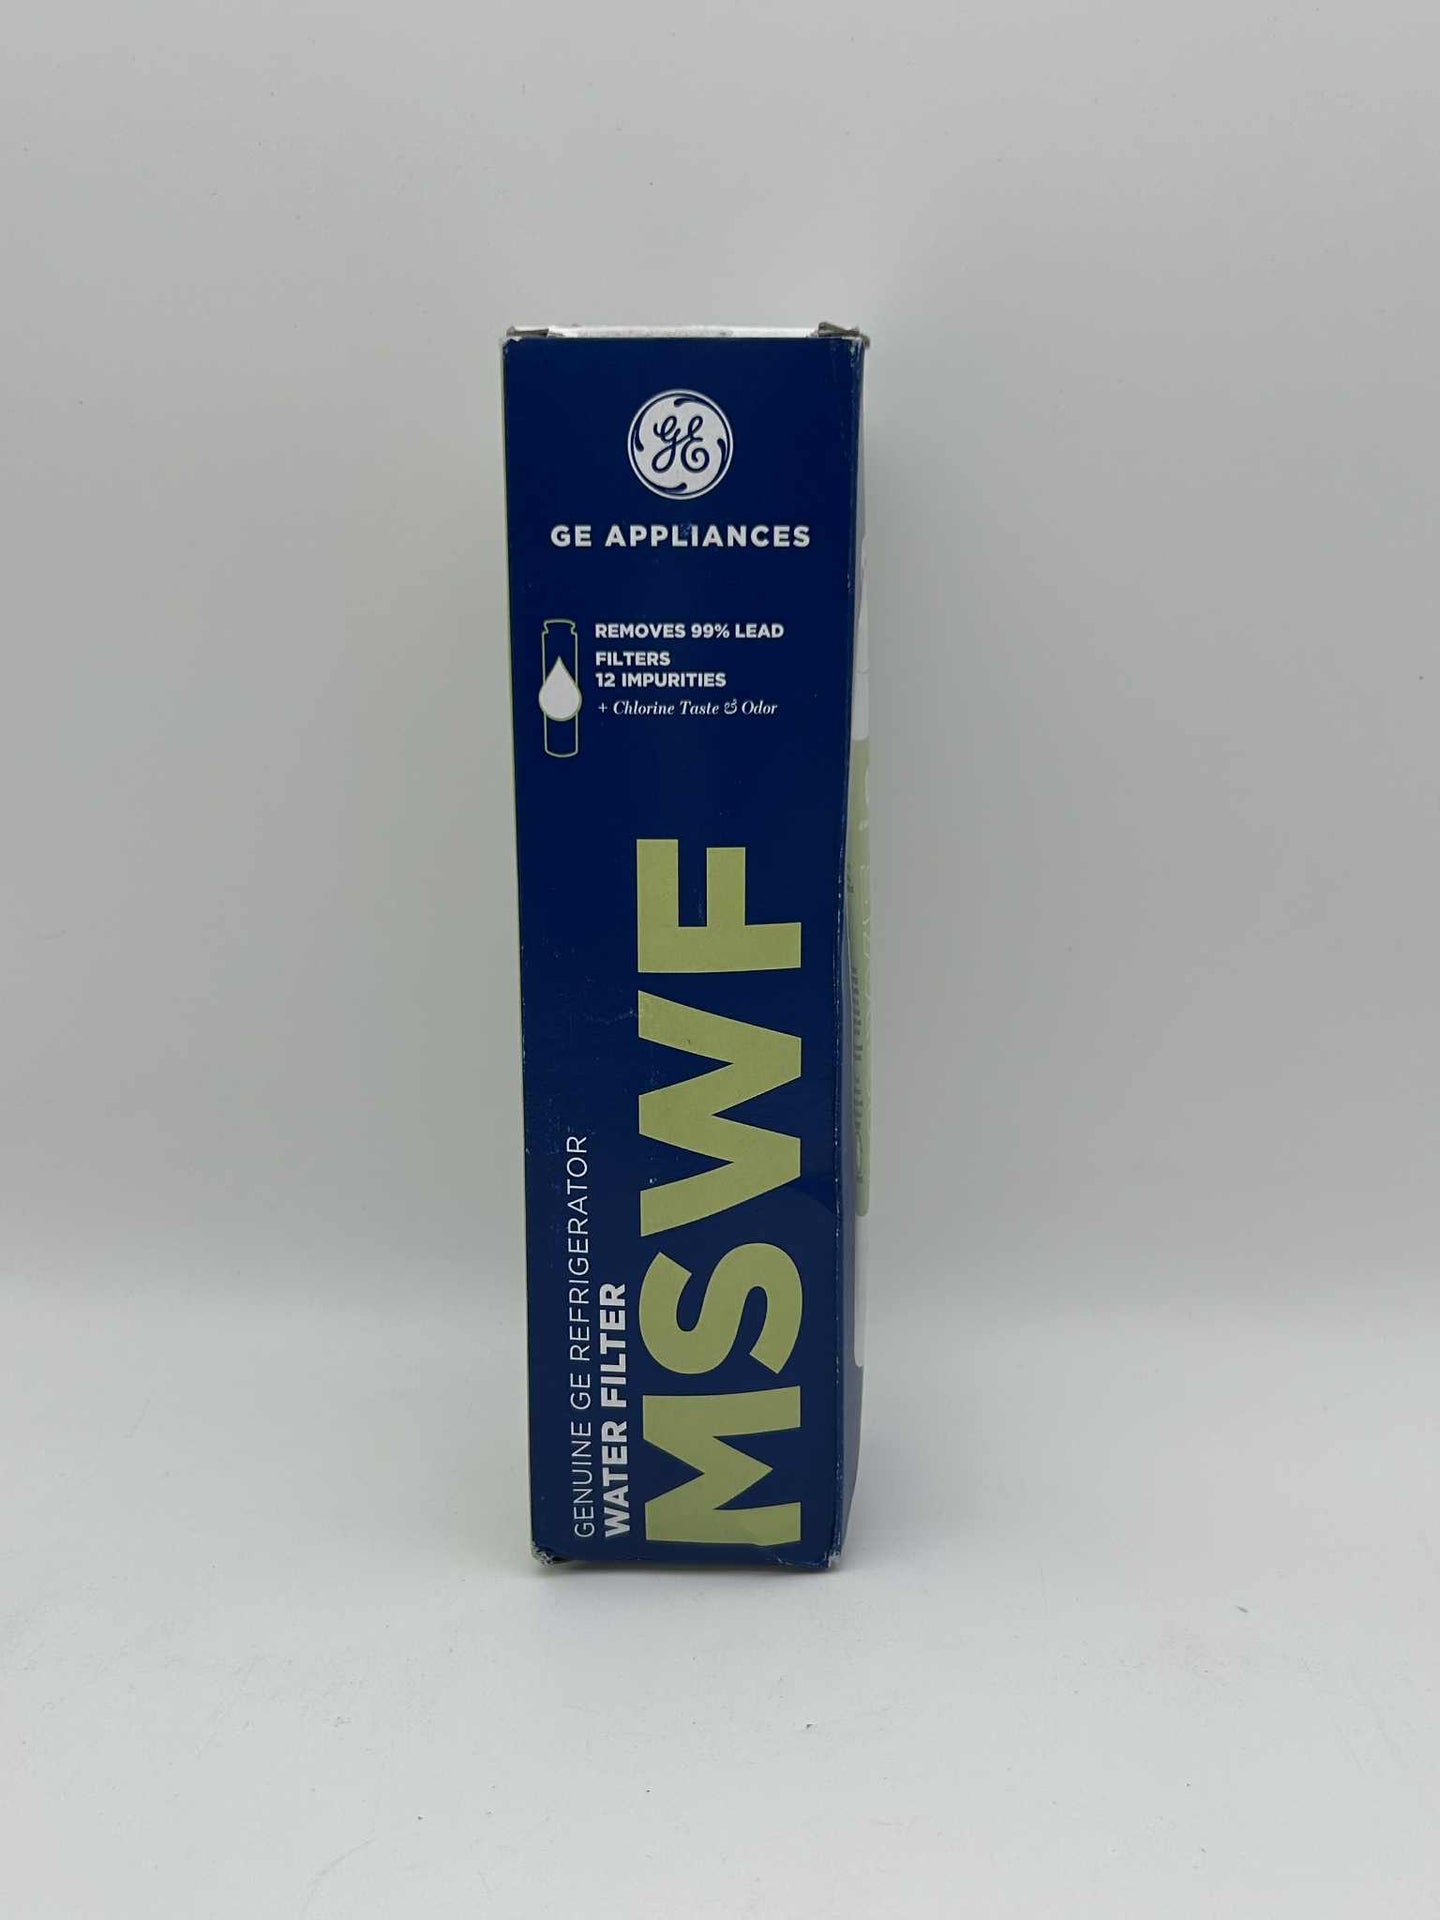 GE
GE APPLIANCES
REMOVES 99% LEAD
FILTERS
12 IMPURITIES
+ Chlorine Taste & Odor
GENUINE GE REFRIGERATOR
WATER FILTER
MSWF